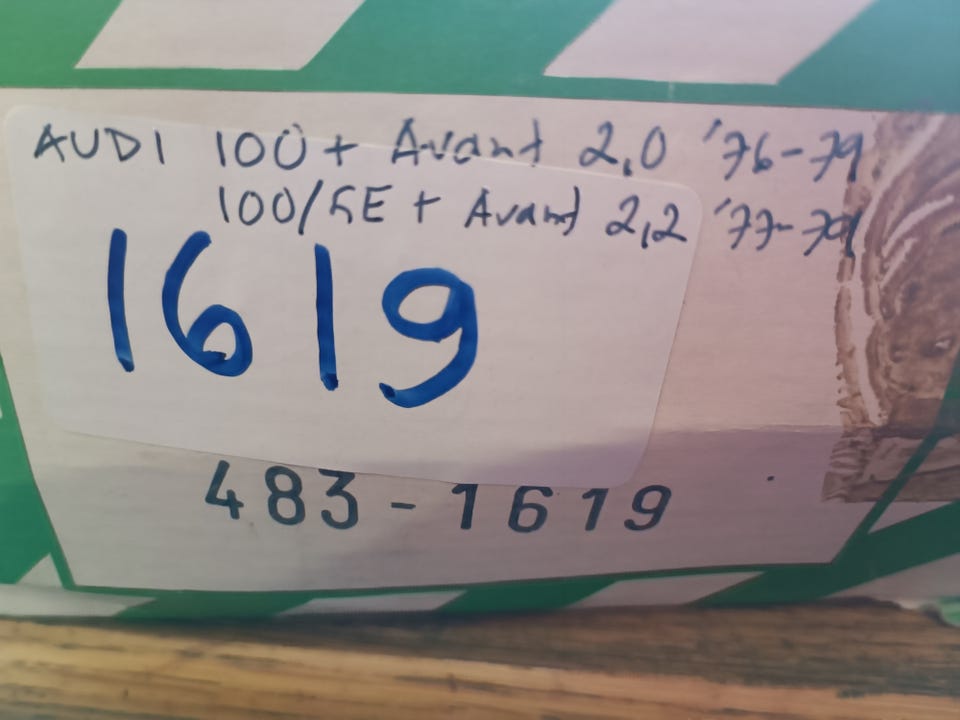 AUDI 100 + Avant 2,0 '76-79
100/5E + Avant 2,2 '77-79
1619
483-1619